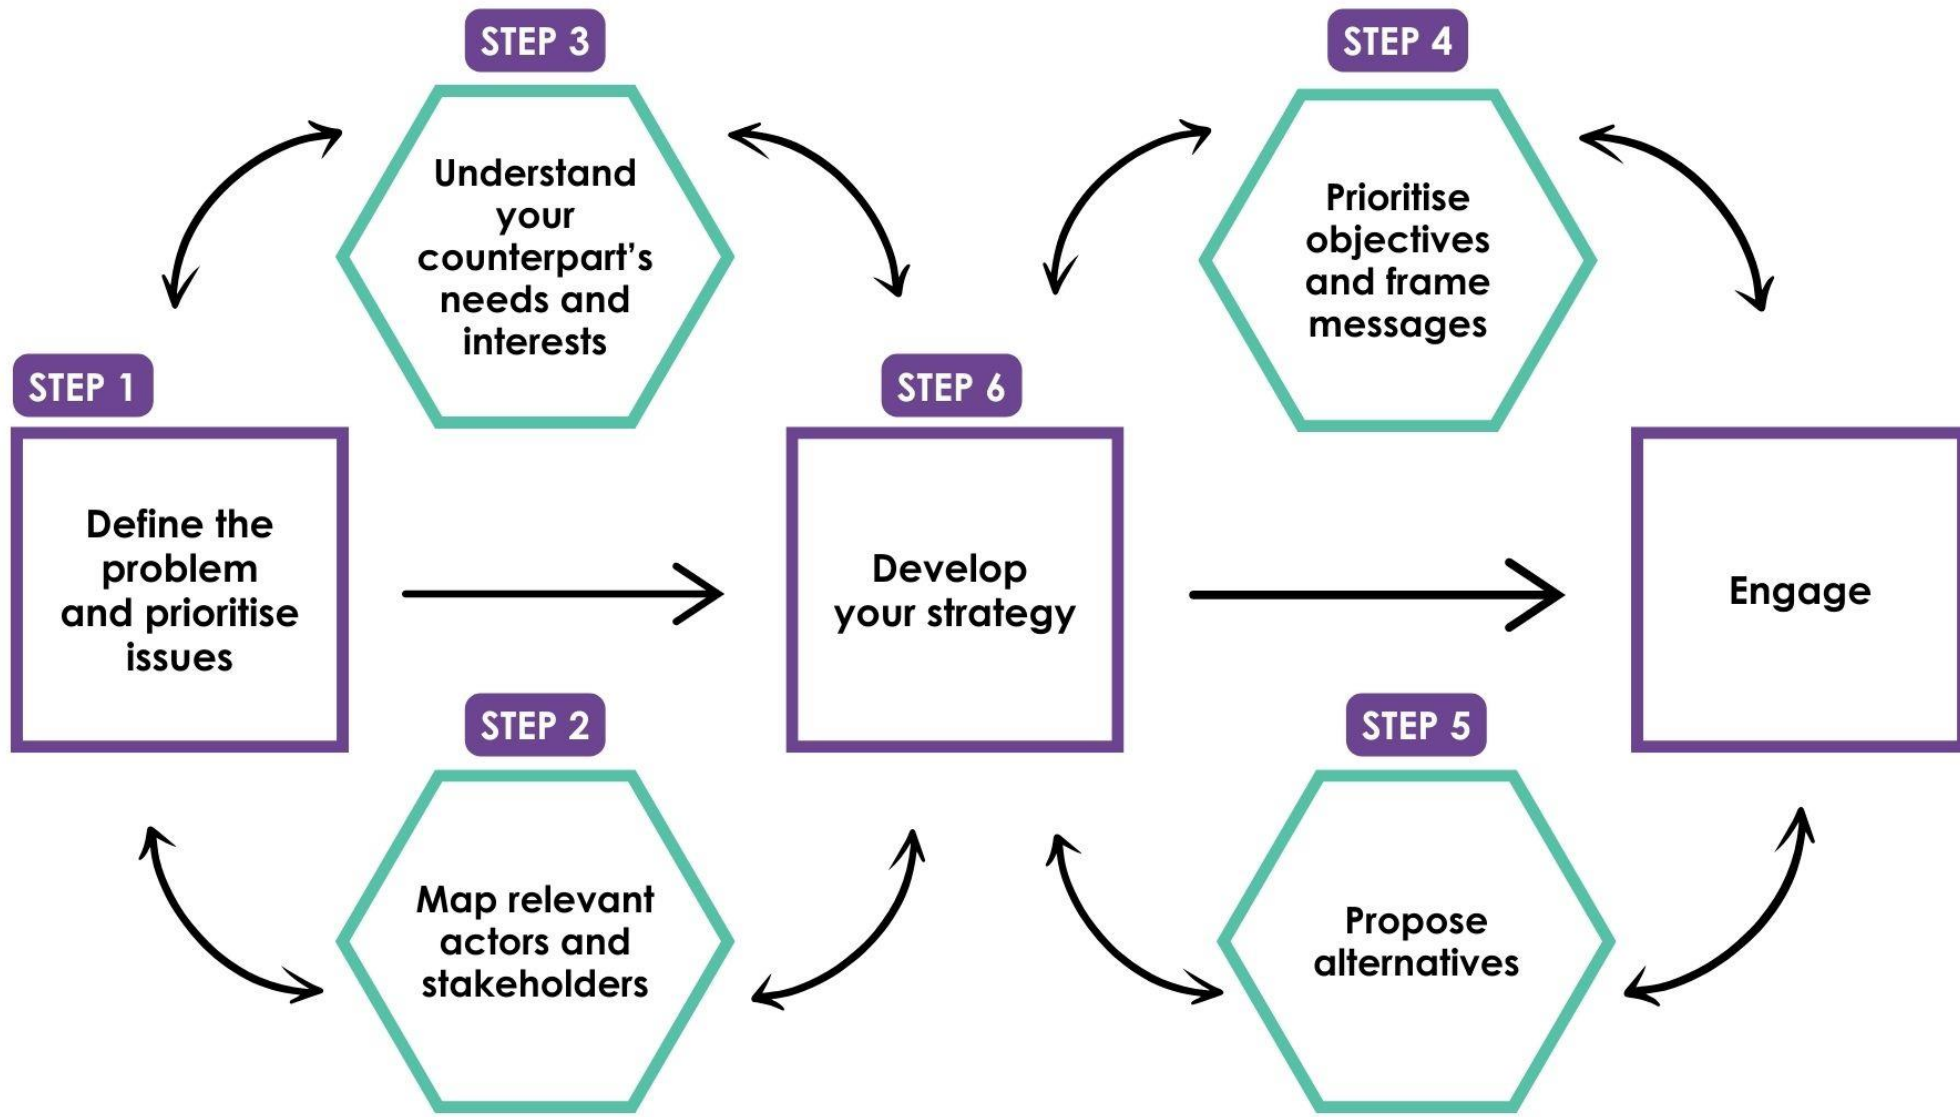 STEP 3
Understand
your
counterpart's
needs and
interests
STEP 4
Prioritise
objectives
and frame
messages
STEP 1
Define the
problem
and prioritise
issues
STEP 6
Develop
your strategy
Engage
STEP 2
Map relevant
actors and
stakeholders
STEP 5
Propose
alternatives